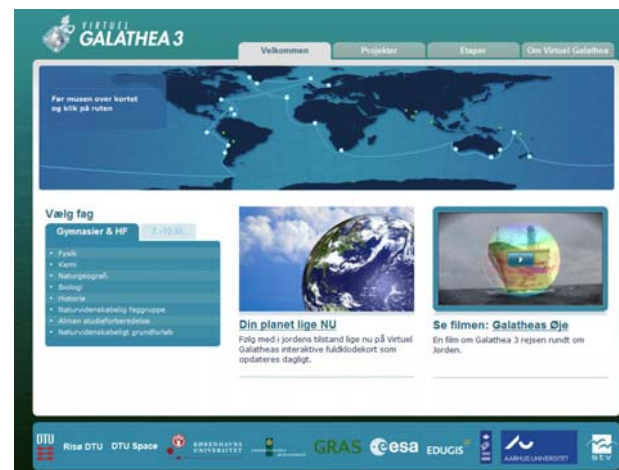 VIRTUEL
GALATHEA 3
Velkommen
Projekter
Etaper
Om Virtuel Galathea
Før musen over kortet
og klik på ruten
Vælg fag
Gymnasier & HF
7.-10.kl.
Fysik
Kemi
Naturgeografi
Biologi
Historie
Naturvidenskabelig faggruppe
Almen studieforberedelse
Naturvidenskabeligt grundforløb
Din planet lige NU
Følg med i jordens tilstand lige nu på Virtuel
Galatheas interaktive fuldklodekort som
opdateres dagligt.
Se filmen: Galatheas Øje
En film om Galathea 3 rejsen rundt om
Jorden.
DTU
Risø DTU
DTU Space
KØBENHAVNS
UNIVERSITET
GRAS
esa
EDUGIS
AARHUS UNIVERSITET